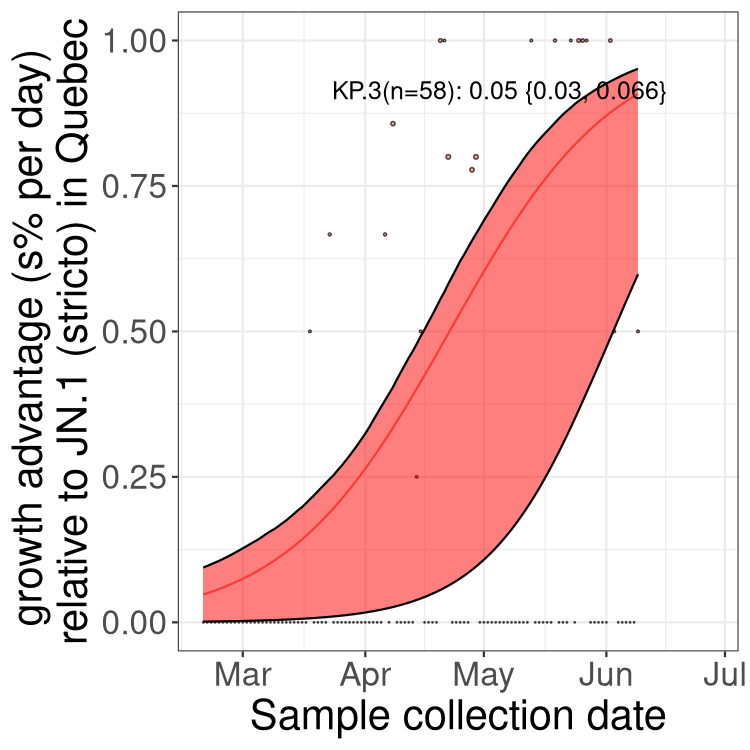 growth advantage (s% per day)
relative to JN.1 (stricto) in Quebec
1.00
0.75
0.50
0.25
0.00
KP.3(n=58): 0.05 {0.03, 0.066}
Mar Apr May Jun Jul
Sample collection date